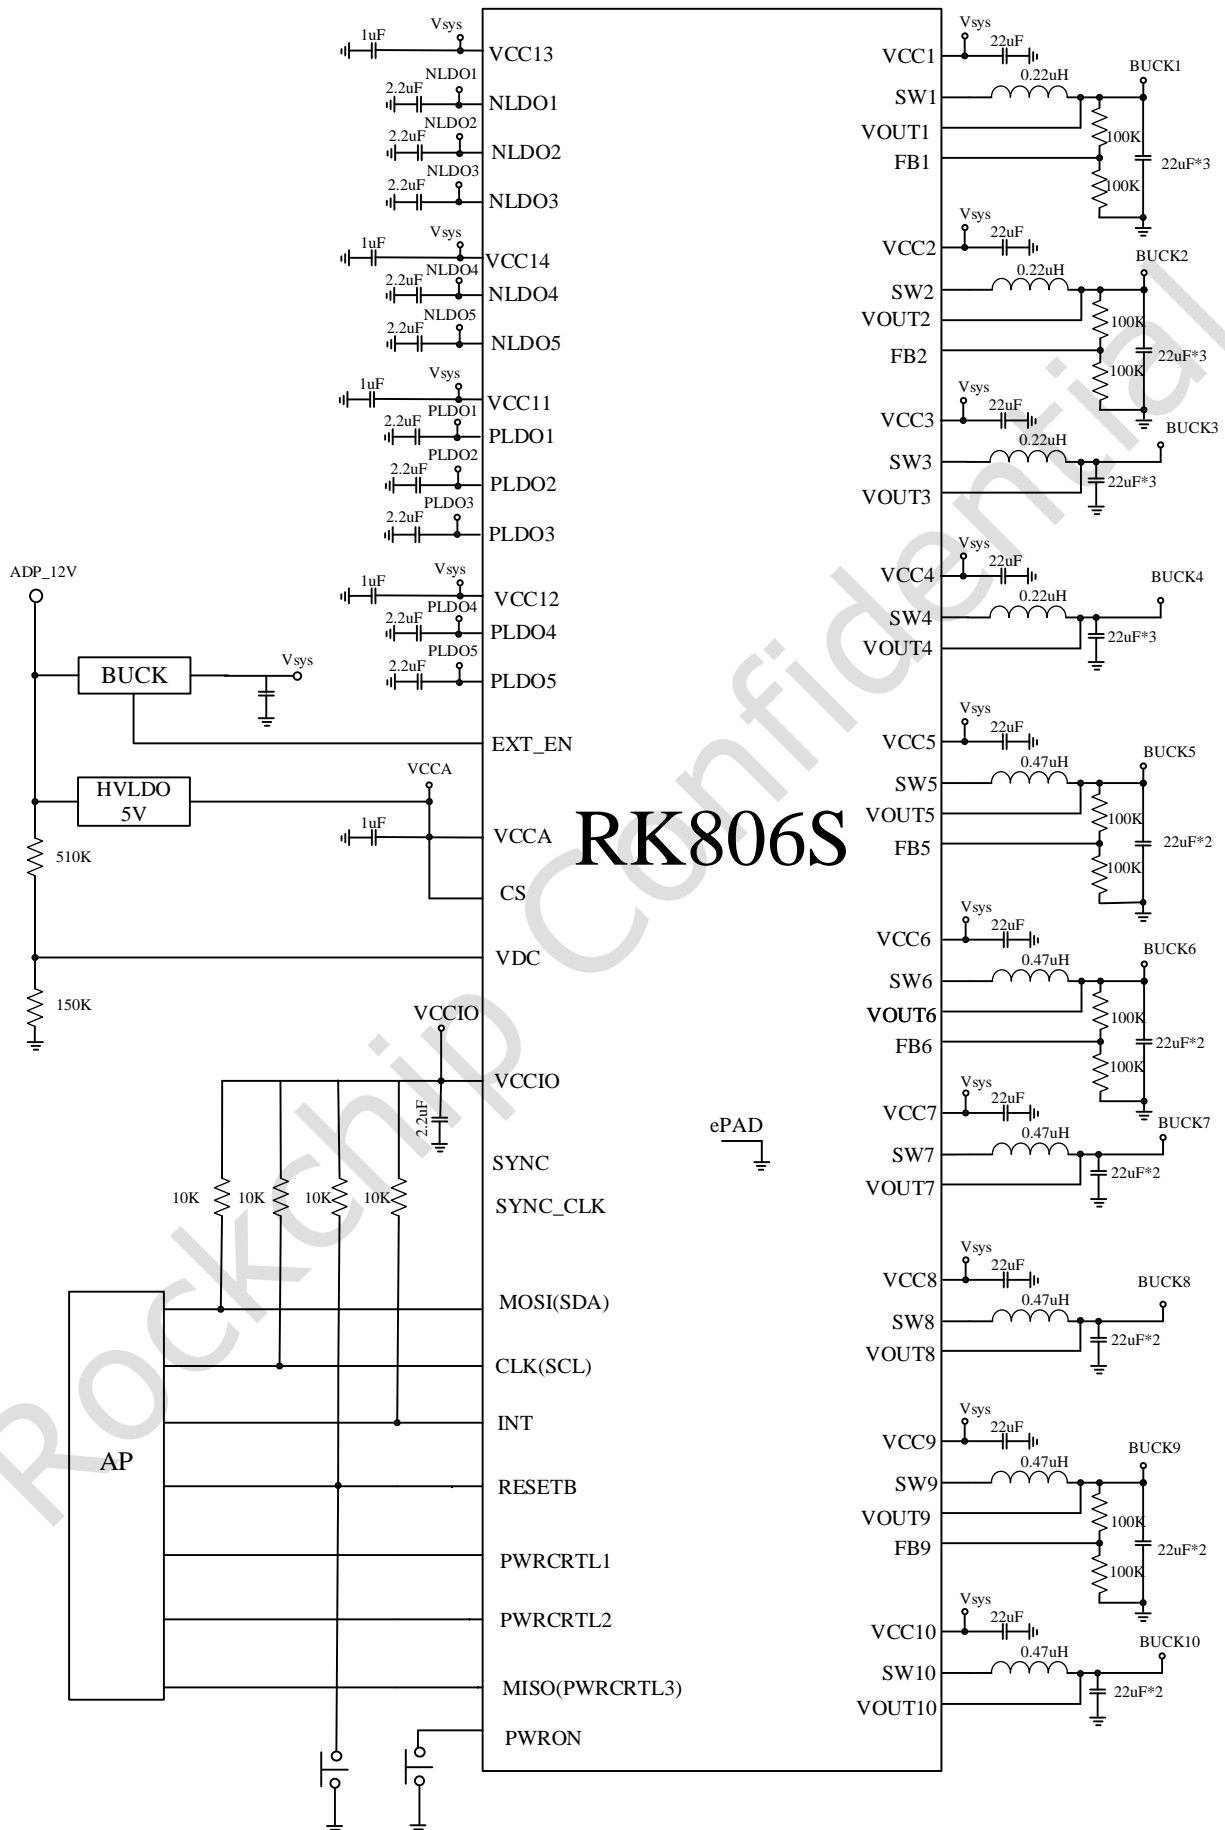 Vsys
1uF
VCC13
NLDO1
2.2uF
NLDO1
NLDO2
2.2uF
NLDO2
NLDO3
2.2uF
NLDO3
Vsys
1uF
VCC14
NLDO4
2.2uF
NLDO4
NLDO5
2.2uF
NLDO5
Vsys
1uF
VCC11
PLDO1
2.2uF
PLDO1
PLDO2
2.2uF
PLDO2
PLDO3
2.2uF
PLDO3
Vsys
1uF
VCC12
PLDO4
2.2uF
PLDO4
PLDO5
2.2uF
PLDO5
ADP_12V
BUCK
Vsys
EXT_EN
HVLDO
5V
VCCA
1uF
VCCA
CS
510K
VDC
150K
VCCIO
VCCIO
2.2uF
SYNC
SYNC_CLK
10K
10K
10K
10K
AP
MOSI(SDA)
CLK(SCL)
INT
RESETB
PWRCRTL1
PWRCRTL2
MISO(PWRCRTL3)
PWRON
RK806S
ePAD
Vsys
22uF
VCC1
0.22uH
BUCK1
SW1
VOUT1
100K
FB1
22uF*3
100K
Vsys
22uF
VCC2
0.22uH
BUCK2
SW2
VOUT2
100K
FB2
22uF*3
100K
Vsys
22uF
VCC3
0.22uH
BUCK3
SW3
22uF*3
VOUT3
Vsys
22uF
VCC4
0.22uH
BUCK4
SW4
22uF*3
VOUT4
Vsys
22uF
VCC5
0.47uH
BUCK5
SW5
VOUT5
100K
FB5
22uF*2
100K
Vsys
22uF
VCC6
0.47uH
BUCK6
SW6
VOUT6
100K
FB6
22uF*2
100K
Vsys
22uF
VCC7
0.47uH
BUCK7
SW7
22uF*2
VOUT7
Vsys
22uF
VCC8
0.47uH
BUCK8
SW8
22uF*2
VOUT8
Vsys
22uF
VCC9
0.47uH
BUCK9
SW9
VOUT9
100K
FB9
22uF*2
100K
Vsys
22uF
VCC10
0.47uH
BUCK10
SW10
22uF*2
VOUT10
Rockchip Confidential